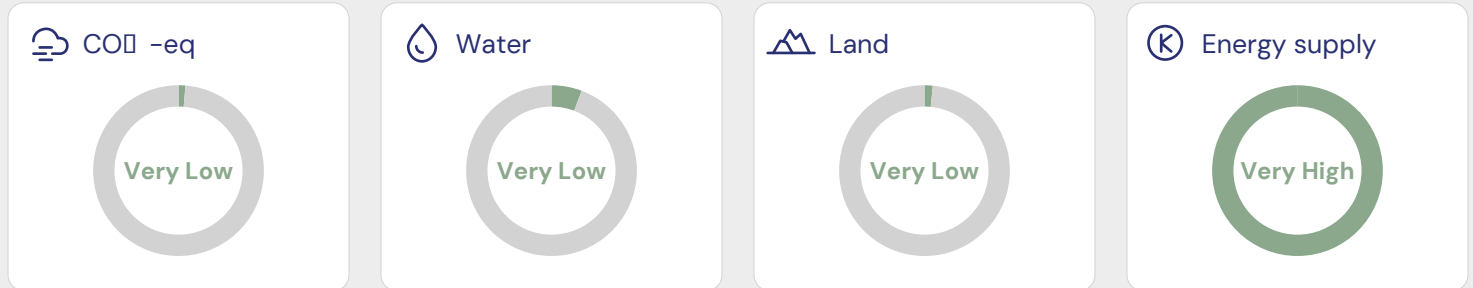 CO▯ -eq
Very Low
Water
Very Low
Land
Very Low
Energy supply
Very High